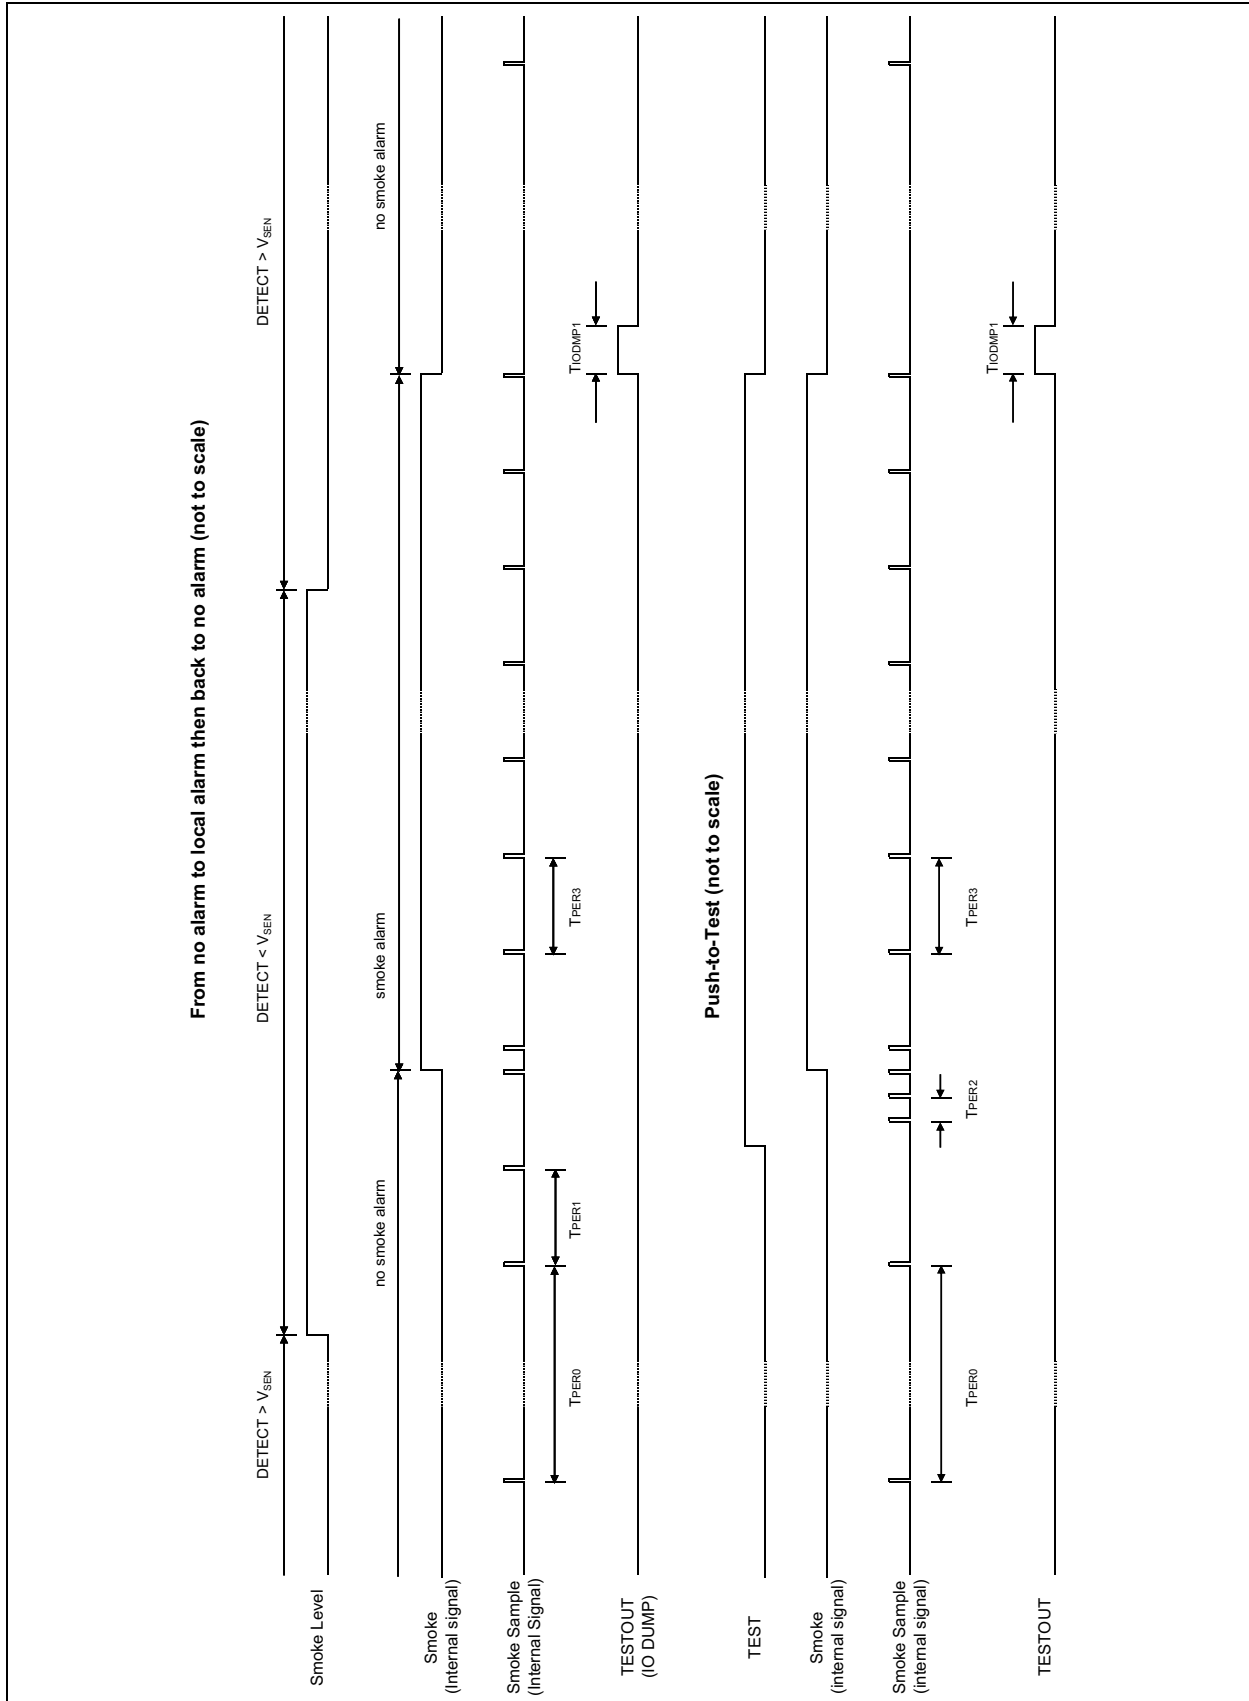 From no alarm to local alarm then back to no alarm (not to scale)
DETECT > VSEN
DETECT < VSEN
DETECT > VSEN
Smoke Level
no smoke alarm
smoke alarm
no smoke alarm
Smoke
(Internal signal)
Smoke Sample
(Internal Signal)
TPER0
TPER1
TPER3
TIODMP1
TESTOUT
(IO DUMP)
Push-to-Test (not to scale)
TEST
Smoke
(internal signal)
Smoke Sample
(internal signal)
TPER0
TPER2
TPER3
TIODMP1
TESTOUT